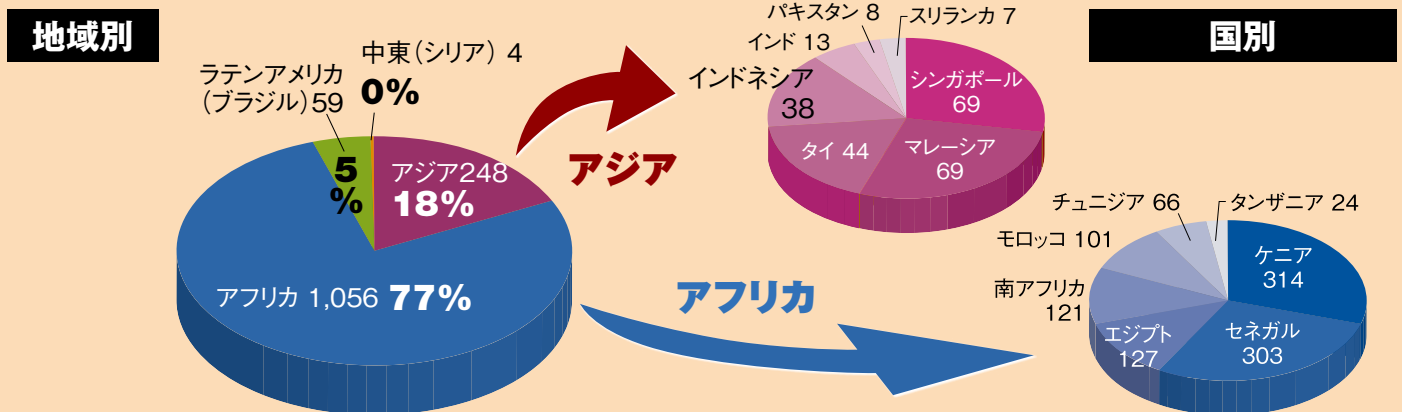 地域別
中東(シリア) 4
0%
ラテンアメリカ
(ブラジル)59
5
%
アジア248
18%
アフリカ 1,056 77%
アジア
アフリカ
国別
パキスタン 8
スリランカ 7
インド 13
インドネシア
38
シンガポール
69
タイ 44
マレーシア
69
チュニジア 66
タンザニア 24
モロッコ 101
南アフリカ
121
エジプト
127
ケニア
314
セネガル
303